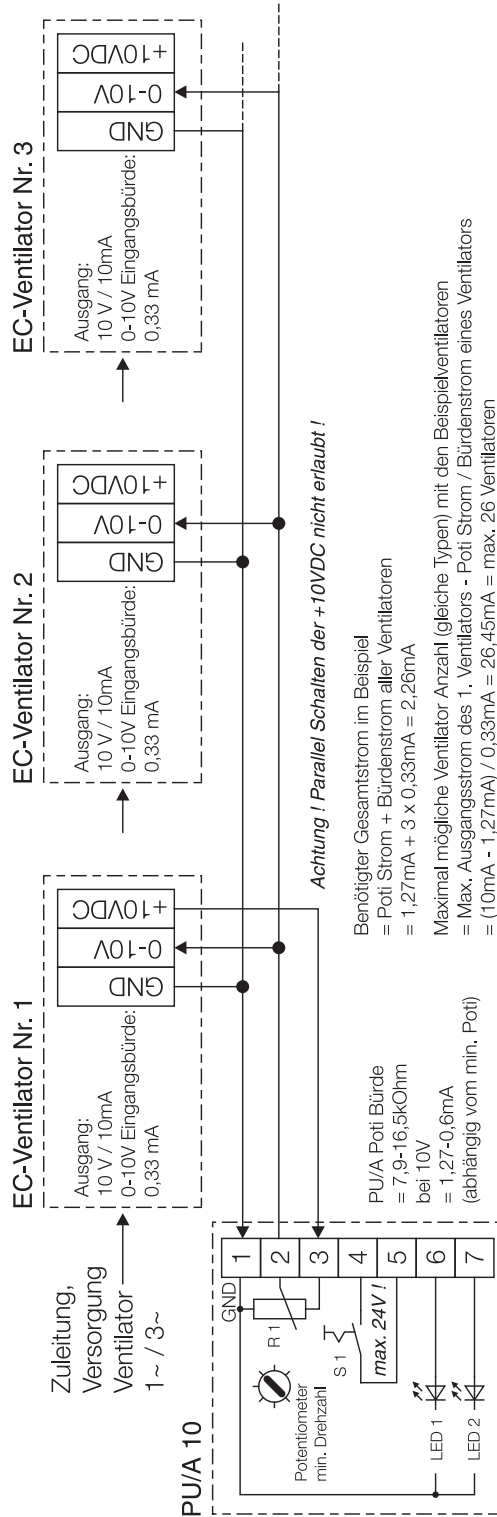 Zuleitung,
Versorgung
Ventilator
1~ / 3~
EC-Ventilator Nr. 1
Ausgang:
10 V / 10mA
0-10V Eingangsbürde:
0,33 mA
GND
0-10V
+10VDC
EC-Ventilator Nr. 2
Ausgang:
10 V / 10mA
0-10V Eingangsbürde:
0,33 mA
GND
0-10V
+10VDC
EC-Ventilator Nr. 3
Ausgang:
10 V / 10mA
0-10V Eingangsbürde:
0,33 mA
GND
0-10V
+10VDC
PU/A 10
Potentiometer
min. Drehzahl
GND
R 1
S 1
max. 24V !
LED 1
LED 2
1
2
3
4
5
6
7
PU/A Poti Bürde
= 7,9-16,5kOhm
bei 10V
= 1,27-0,6mA
(abhängig vom min. Poti)
Achtung ! Parallel Schalten der +10VDC nicht erlaubt !
Benötigter Gesamtstrom im Beispiel
= Poti Strom + Bürdenstrom aller Ventilatoren
= 1,27mA + 3 x 0,33mA = 2,26mA
Maximal mögliche Ventilator Anzahl (gleiche Typen) mit den Beispielventilatoren
= Max. Ausgangsstrom des 1. Ventilators - Poti Strom / Bürdenstrom eines Ventilators
= (10mA - 1,27mA) / 0,33mA = 26,45mA = max. 26 Ventilatoren